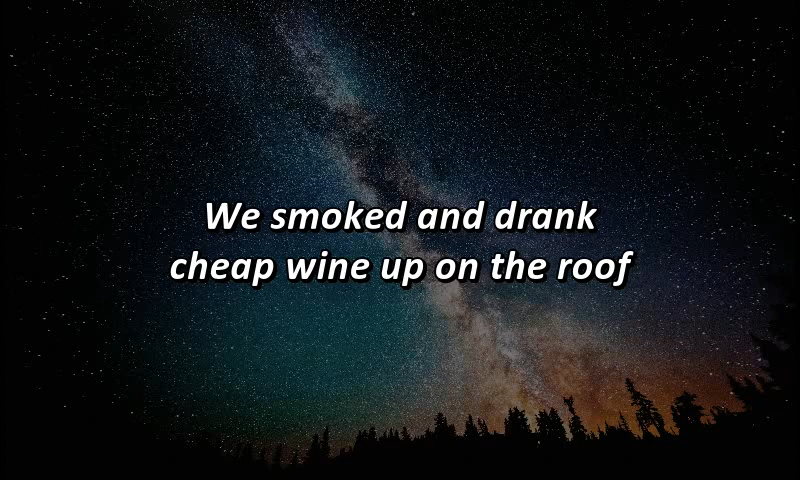 We smoked and drank
cheap wine up on the roof